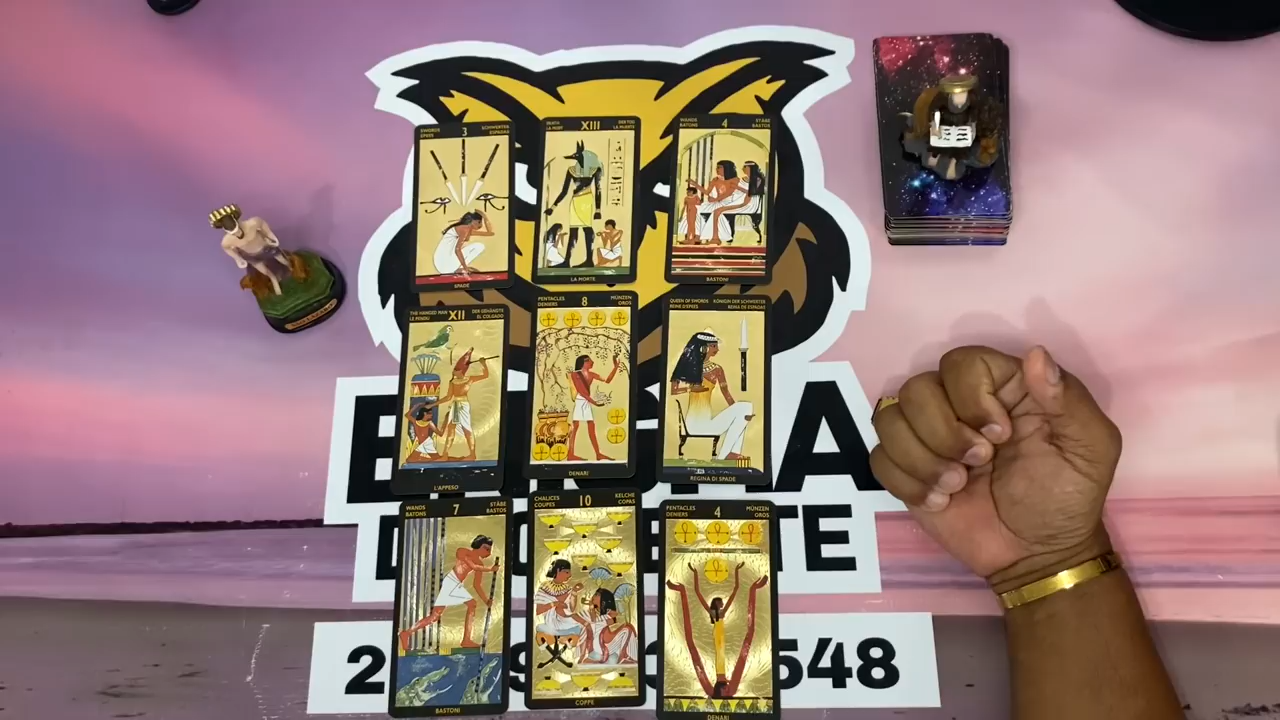 SWORDS 3 SCHWERTER
EPEES ESPADAS
SPADE
DEATH XIII DER TOD
LA MORT LA MUERTE
LA MORTE
WANDS 4 STÄBE
BATONS BASTOS
BASTONI
THE HANGED MAN XII DER GEHÄNGTE
LE PENDU EL COLGADO
L'APPESO
PENTACLES 8 MÜNZEN
DENIERS OROS
DENARI
QUEEN OF SWORDS KÖNIGIN DER SCHWERTER
REINE D'EPEES REINA DE ESPADAS
REGINA DI SPADE
WANDS 7 STÄBE
BATONS BASTOS
BASTONI
CHALICES 10 KELCHE
COUPES COPAS
COPPE
PENTACLES 4 MÜNZEN
DENIERS OROS
DENARI
548